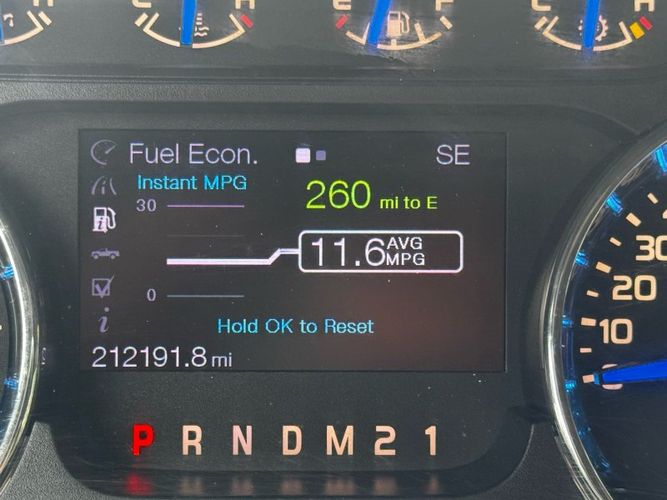 F
Fuel Econ.
SE
Instant MPG
30
260 mi to E
11.6 AVG MPG
0
Hold OK to Reset
212191.8 mi
30
20
10
0
P R N D M 2 1